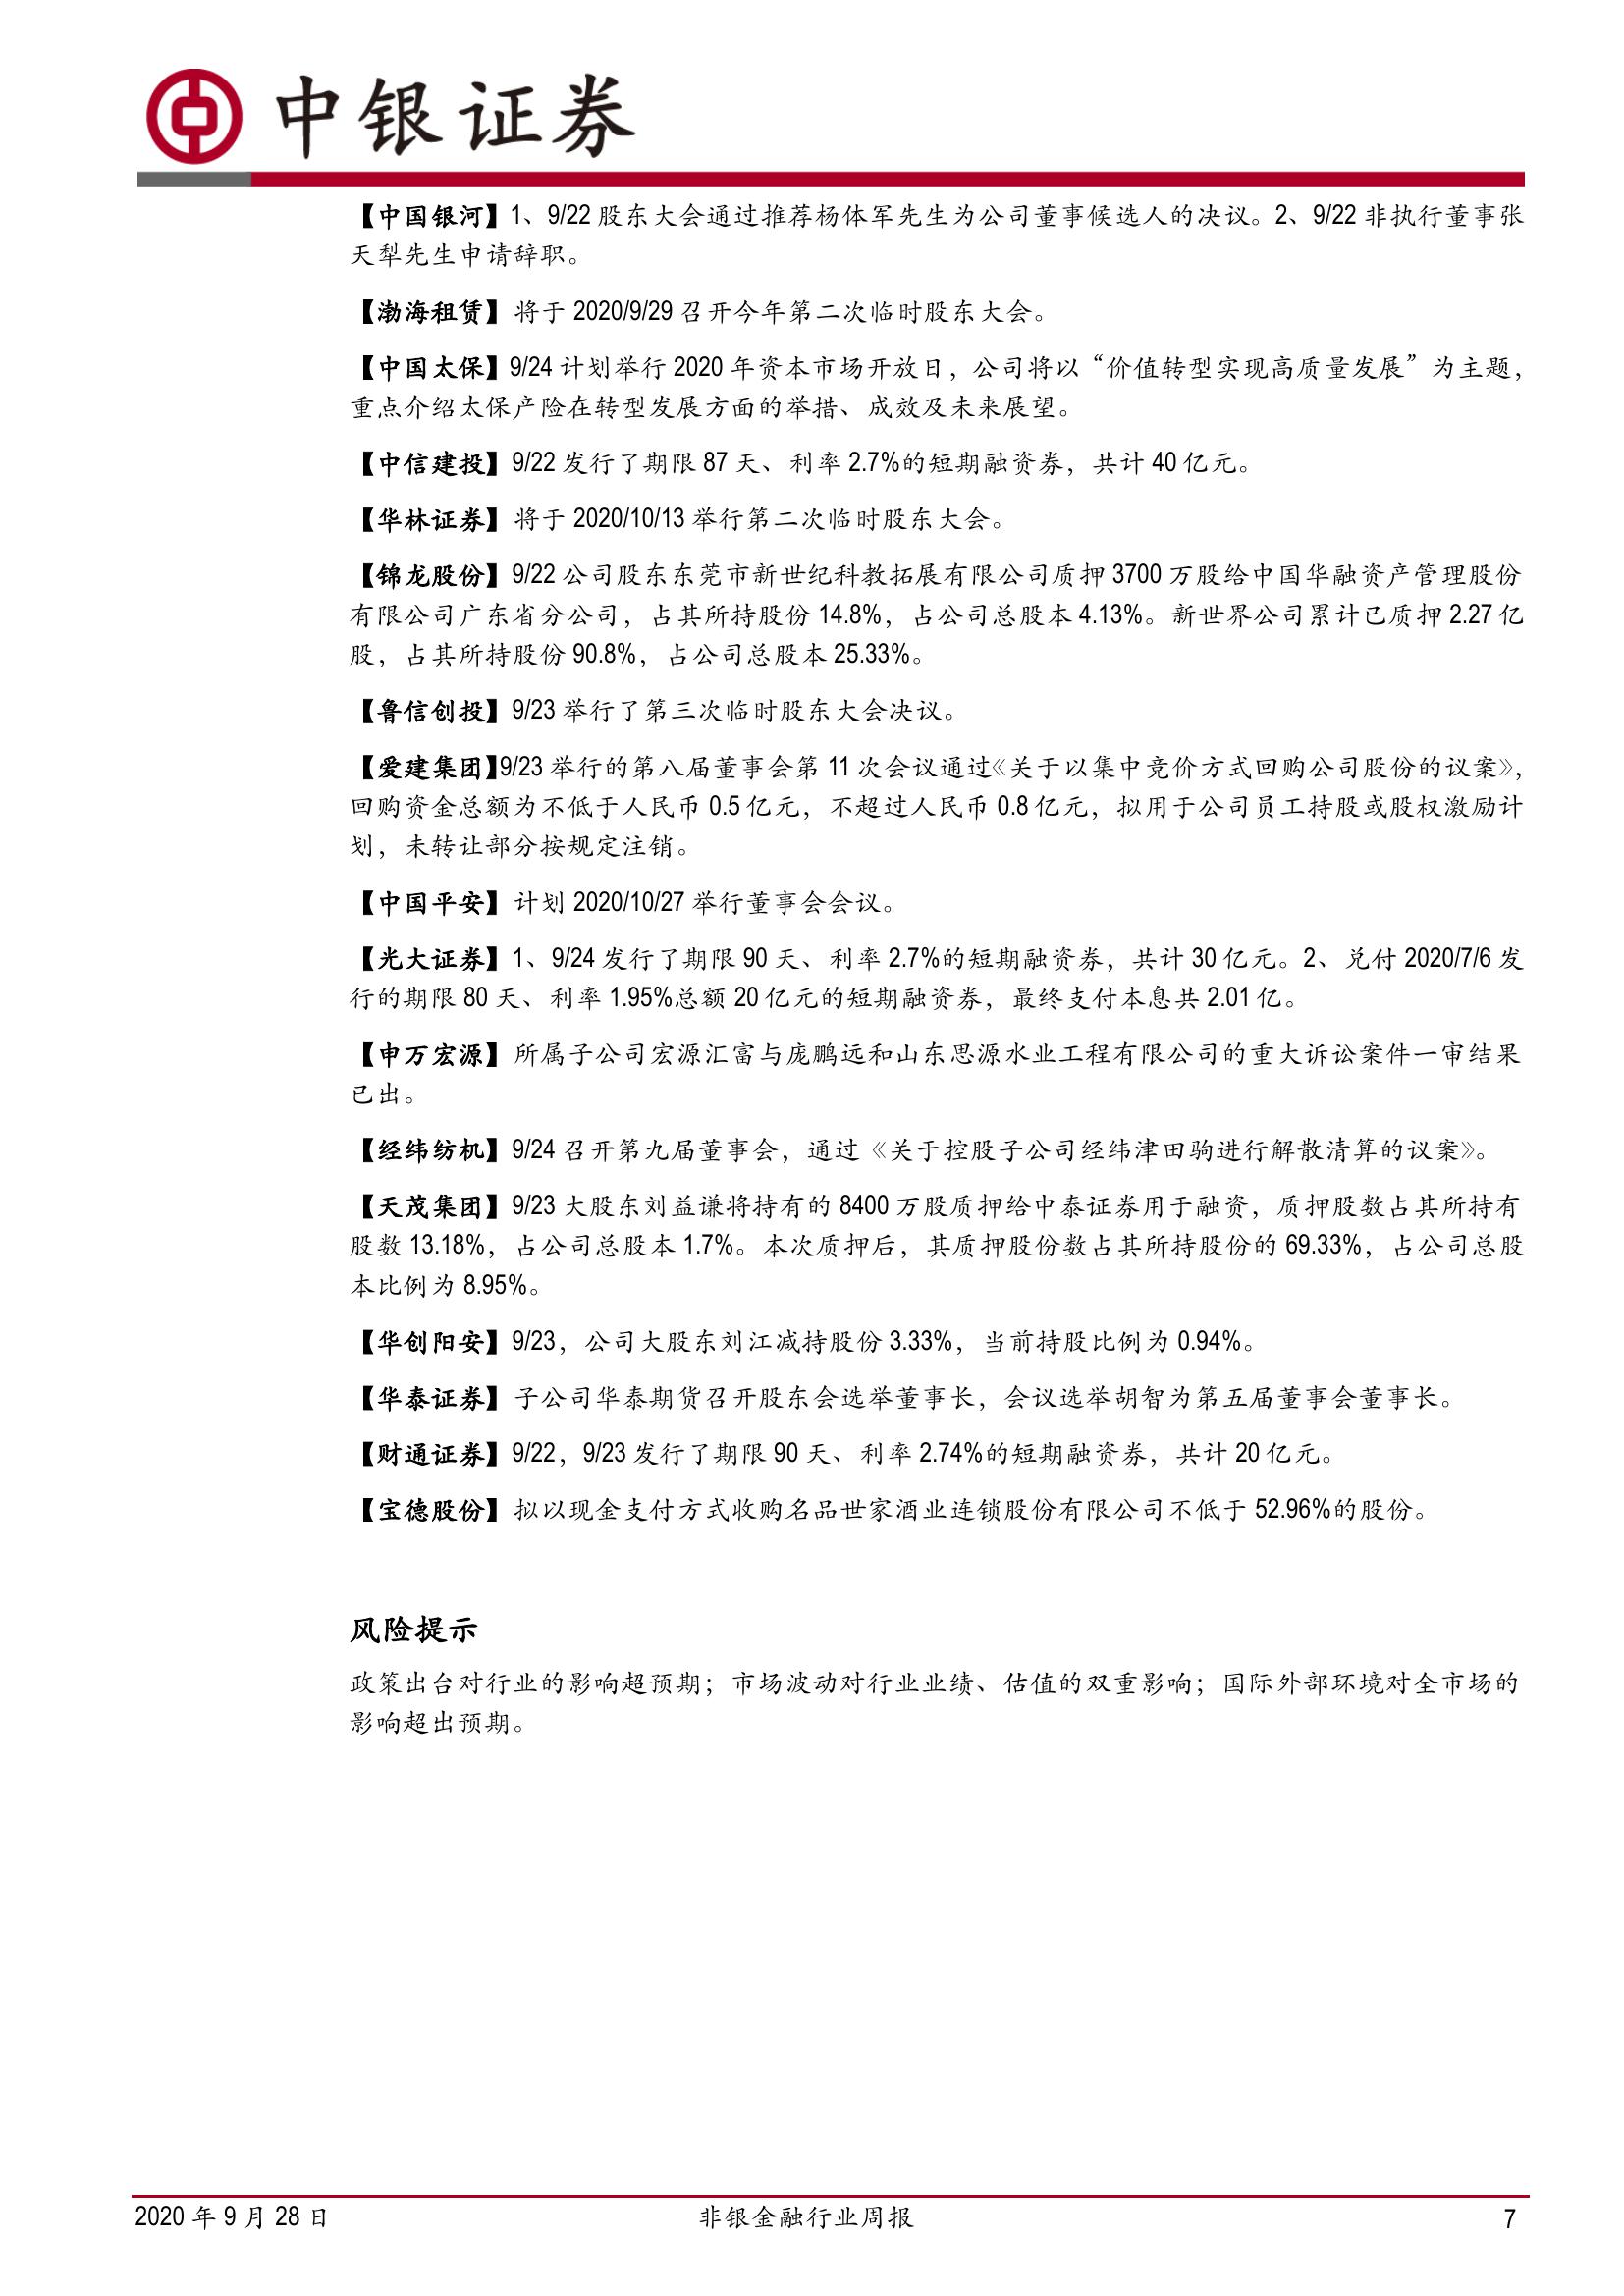 中银证券
【中国银河】1、9/22 股东大会通过推荐杨体军先生为公司董事候选人的决议。2、9/22 非执行董事张
天犁先生申请辞职。
【渤海租赁】将于 2020/9/29 召开今年第二次临时股东大会。
【中国太保】9/24 计划举行 2020 年资本市场开放日，公司将以“价值转型实现高质量发展”为主题，
重点介绍太保产险在转型发展方面的举措、成效及未来展望。
【中信建投】9/22 发行了期限 87 天、利率 2.7%的短期融资券，共计 40 亿元。
【华林证券】将于 2020/10/13 举行第二次临时股东大会。
【锦龙股份】9/22 公司股东东莞市新世纪科教拓展有限公司质押 3700 万股给中国华融资产管理股份
有限公司广东省分公司，占其所持股份 14.8%，占公司总股本 4.13%。新世界公司累计已质押 2.27 亿
股，占其所持股份 90.8%，占公司总股本 25.33%。
【鲁信创投】9/23 举行了第三次临时股东大会决议。
【爱建集团】9/23 举行的第八届董事会第 11 次会议通过《关于以集中竞价方式回购公司股份的议案》，
回购资金总额为不低于人民币 0.5 亿元，不超过人民币 0.8 亿元，拟用于公司员工持股或股权激励计
划，未转让部分按规定注销。
【中国平安】计划 2020/10/27 举行董事会会议。
【光大证券】1、9/24 发行了期限 90 天、利率 2.7%的短期融资券，共计 30 亿元。2、兑付 2020/7/6 发
行的期限 80 天、利率 1.95%总额 20 亿元的短期融资券，最终支付本息共 2.01 亿。
【申万宏源】所属子公司宏源汇富与庞鹏远和山东思源水业工程有限公司的重大诉讼案件一审结果
已出。
【经纬纺机】9/24 召开第九届董事会，通过《关于控股子公司经纬津田驹进行解散清算的议案》。
【天茂集团】9/23 大股东刘益谦将持有的 8400 万股质押给中泰证券用于融资，质押股数占其所持有
股数 13.18%，占公司总股本 1.7%。本次质押后，其质押股份数占其所持股份的 69.33%，占公司总股
本比例为 8.95%。
【华创阳安】9/23，公司大股东刘江减持股份 3.33%，当前持股比例为 0.94%。
【华泰证券】子公司华泰期货召开股东会选举董事长，会议选举胡智为第五届董事会董事长。
【财通证券】9/22，9/23 发行了期限 90 天、利率 2.74%的短期融资券，共计 20 亿元。
【宝德股份】拟以现金支付方式收购名品世家酒业连锁股份有限公司不低于 52.96%的股份。
风险提示
政策出台对行业的影响超预期；市场波动对行业业绩、估值的双重影响；国际外部环境对全市场的
影响超出预期。
2020 年 9 月 28 日 非银金融行业周报 7